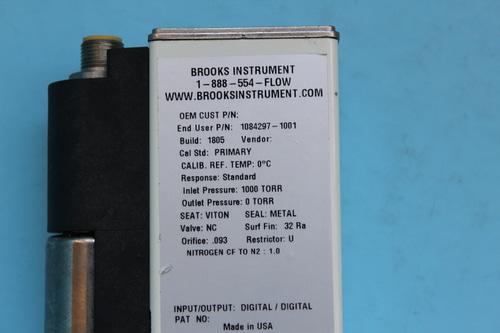 BROOKS INSTRUMENT
1-888-554-FLOW
WWW.BROOKSINSTRUMENT.COM
OEM CUST P/N:
End User P/N: 1084297-1001
Build: 1805 Vendor:
Cal Std: PRIMARY
CALIB. REF. TEMP: 0°C
Response: Standard
Inlet Pressure: 1000 TORR
Outlet Pressure: 0 TORR
SEAT: VITON SEAL: METAL
Valve: NC Surf Fin: 32 Ra
Orifice: .093 Restrictor: U
NITROGEN CF TO N2 : 1.0
INPUT/OUTPUT: DIGITAL / DIGITAL
PAT NO:
Made in USA